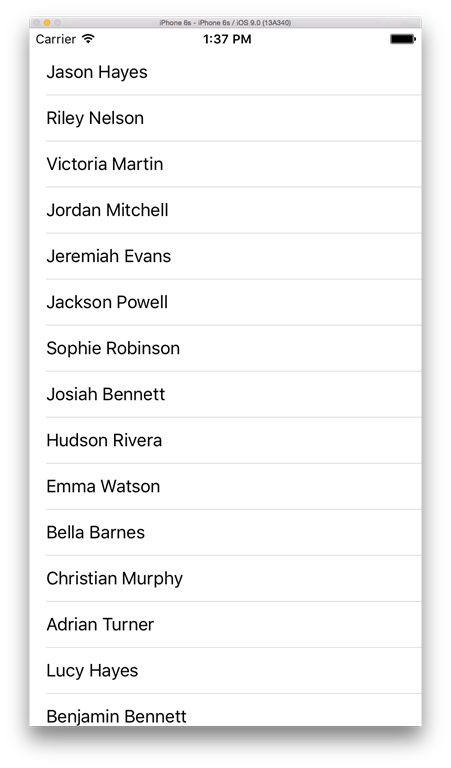 iPhone 6s - iPhone 6s / iOS 9.0 (13A340)
Carrier 1:37 PM
Jason Hayes
Riley Nelson
Victoria Martin
Jordan Mitchell
Jeremiah Evans
Jackson Powell
Sophie Robinson
Josiah Bennett
Hudson Rivera
Emma Watson
Bella Barnes
Christian Murphy
Adrian Turner
Lucy Hayes
Benjamin Bennett